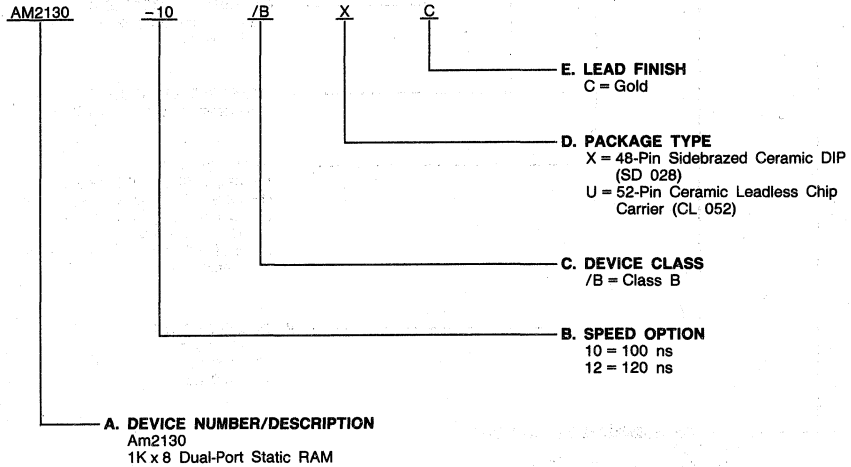 AM2130 -10 /B X C
E. LEAD FINISH
C = Gold
D. PACKAGE TYPE
X = 48-Pin Sidebrazed Ceramic DIP
(SD 028)
U = 52-Pin Ceramic Leadless Chip
Carrier (CL 052)
C. DEVICE CLASS
/B = Class B
B. SPEED OPTION
10 = 100 ns
12 = 120 ns
A. DEVICE NUMBER/DESCRIPTION
Am2130
1K x 8 Dual-Port Static RAM